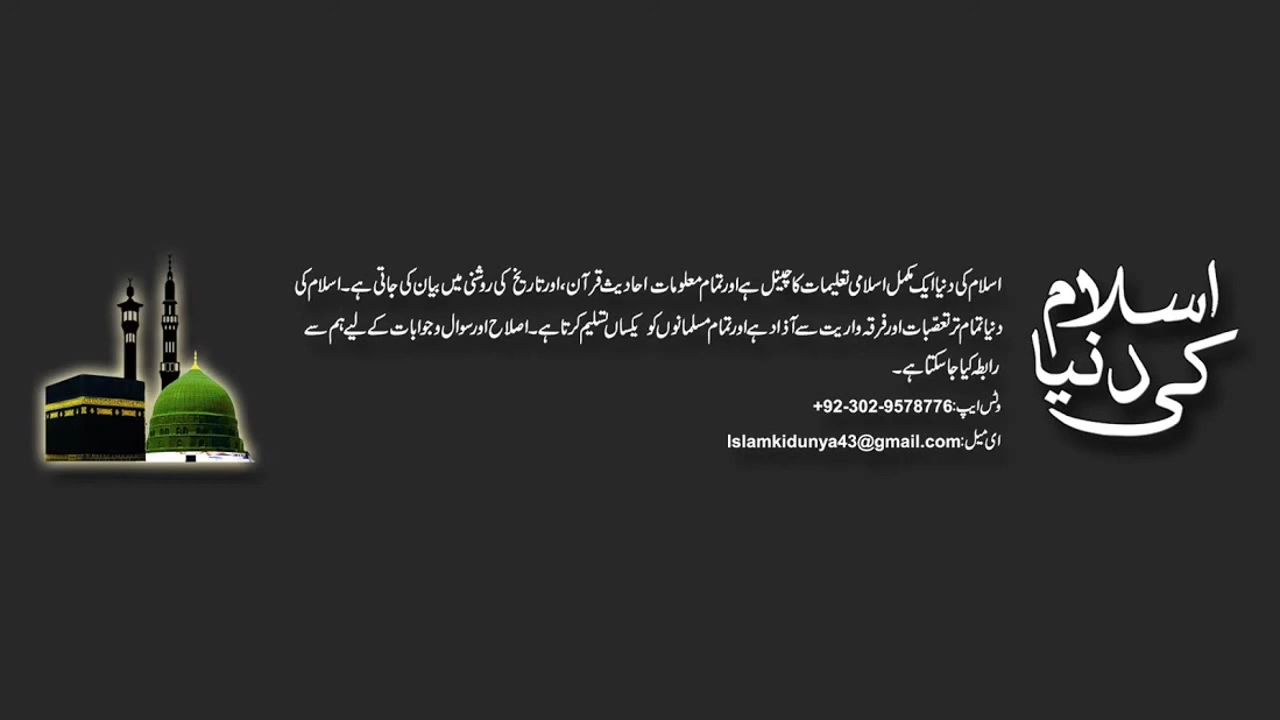 اسلام
کی دنیا
اسلام کی دنیا ایک مکمل اسلامی تعلیمات کا چینل ہے اور تمام معلومات احادیث قرآن، اور تاریخ کی روشنی میں بیان کی جاتی ہے۔ اسلام کی
دنیا تمام تر تعصّبات اور فرقہ واریت سے آذاد ہے اور تمام مسلمانوں کو یکساں تسلیم کرتا ہے۔ اصلاح اور سوال و جوابات کے لیے ہم سے
رابطہ کیا جا سکتا ہے۔
وٹس ایپ:+92-302-9578776
ای میل:Islamkidunya43@gmail.com